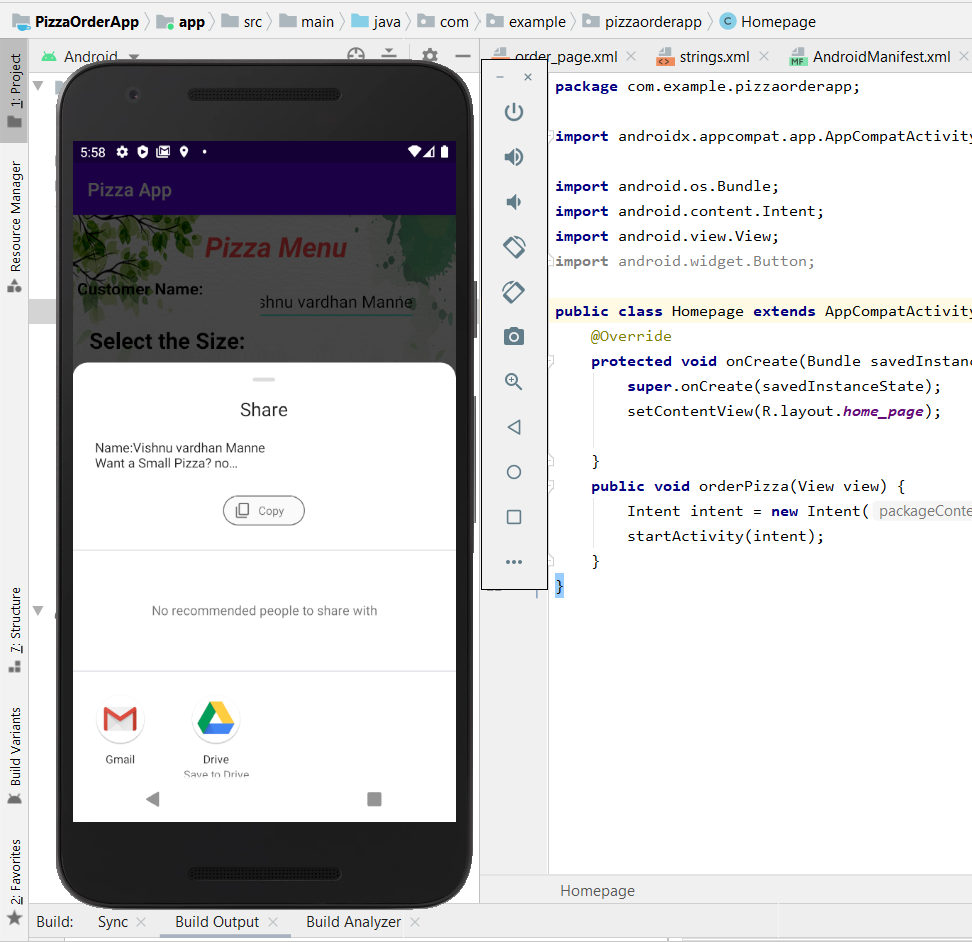 PizzaOrderApp app src main java com example pizzaorderapp C Homepage
Android
order_page.xml strings.xml AndroidManifest.xml
1: Project
Resource Manager
7: Structure
Build Variants
2: Favorites
5:58
Pizza App
Pizza Menu
Customer Name:
shnu vardhan Manne
Select the Size:
Share
Name:Vishnu vardhan Manne
Want a Small Pizza? no...
Copy
No recommended people to share with
Gmail
Drive
Save to Drive
package com.example.pizzaorderapp;
import androidx.appcompat.app.AppCompatActivity
import android.os.Bundle;
import android.content.Intent;
import android.view.View;
import android.widget.Button;
public class Homepage extends AppCompatActivity
@Override
protected void onCreate(Bundle savedInstance
super.onCreate(savedInstanceState);
setContentView(R.layout.home_page);
}
public void orderPizza(View view) {
Intent intent = new Intent( packageConte
startActivity(intent);
}
}
Homepage
Build: Sync Build Output Build Analyzer